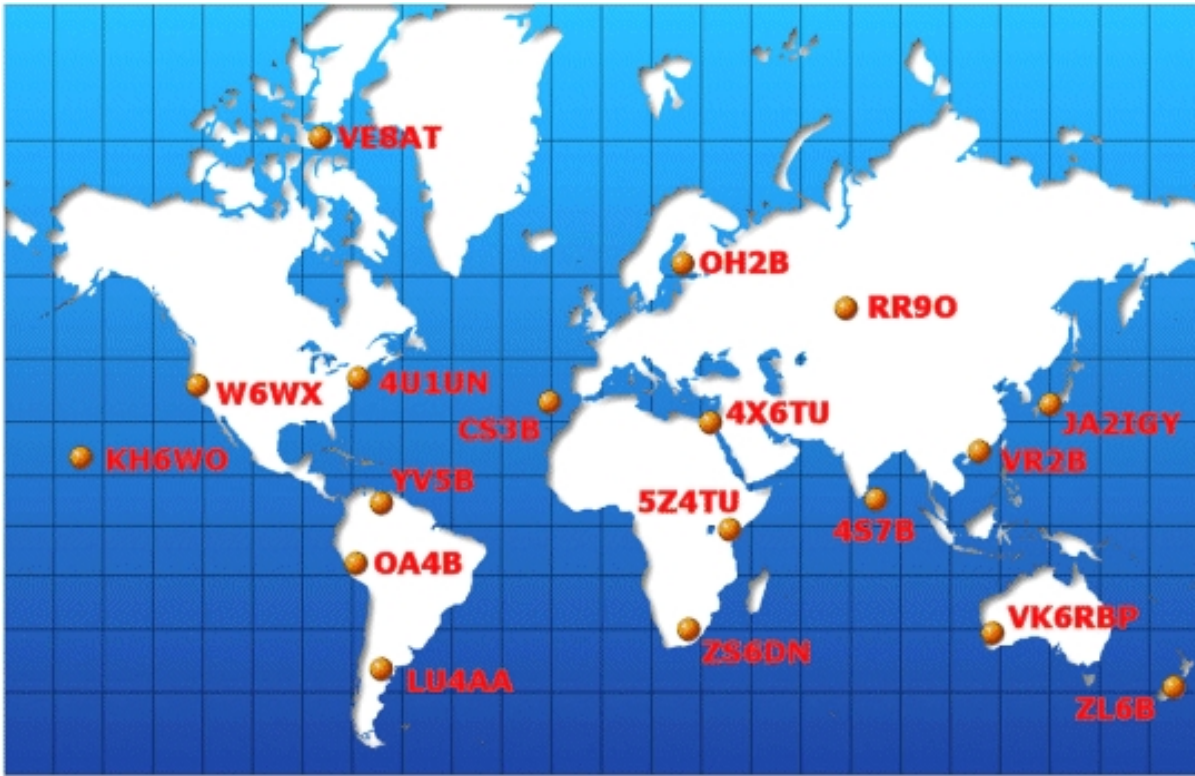 VE8AT
OH2B
RR9O
W6WX
4U1UN
CS3B
4X6TU
JA2IGY
KH6WO
VR2B
YV5B
5Z4TU
4S7B
OA4B
VK6RBP
ZS6DN
LU4AA
ZL6B